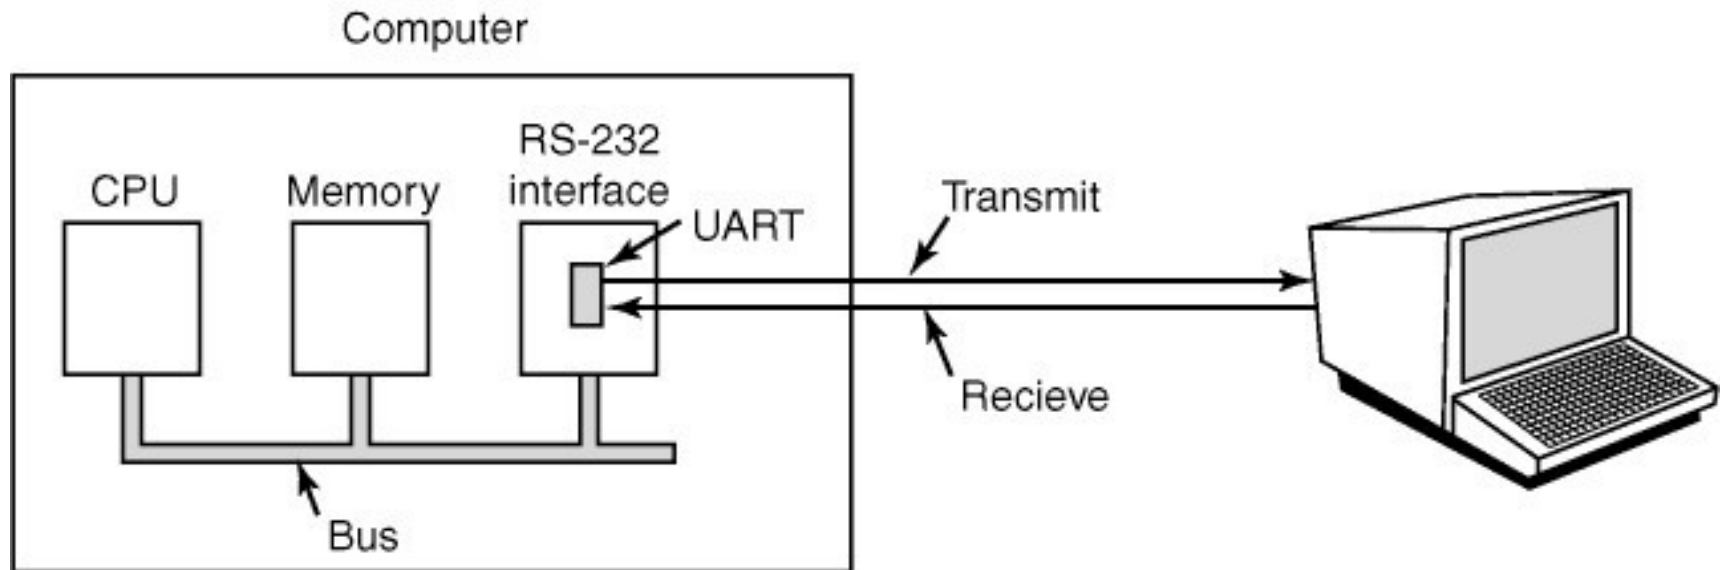 Computer
RS-232
CPU
Memory
interface
UART
Transmit
Recieve
Bus